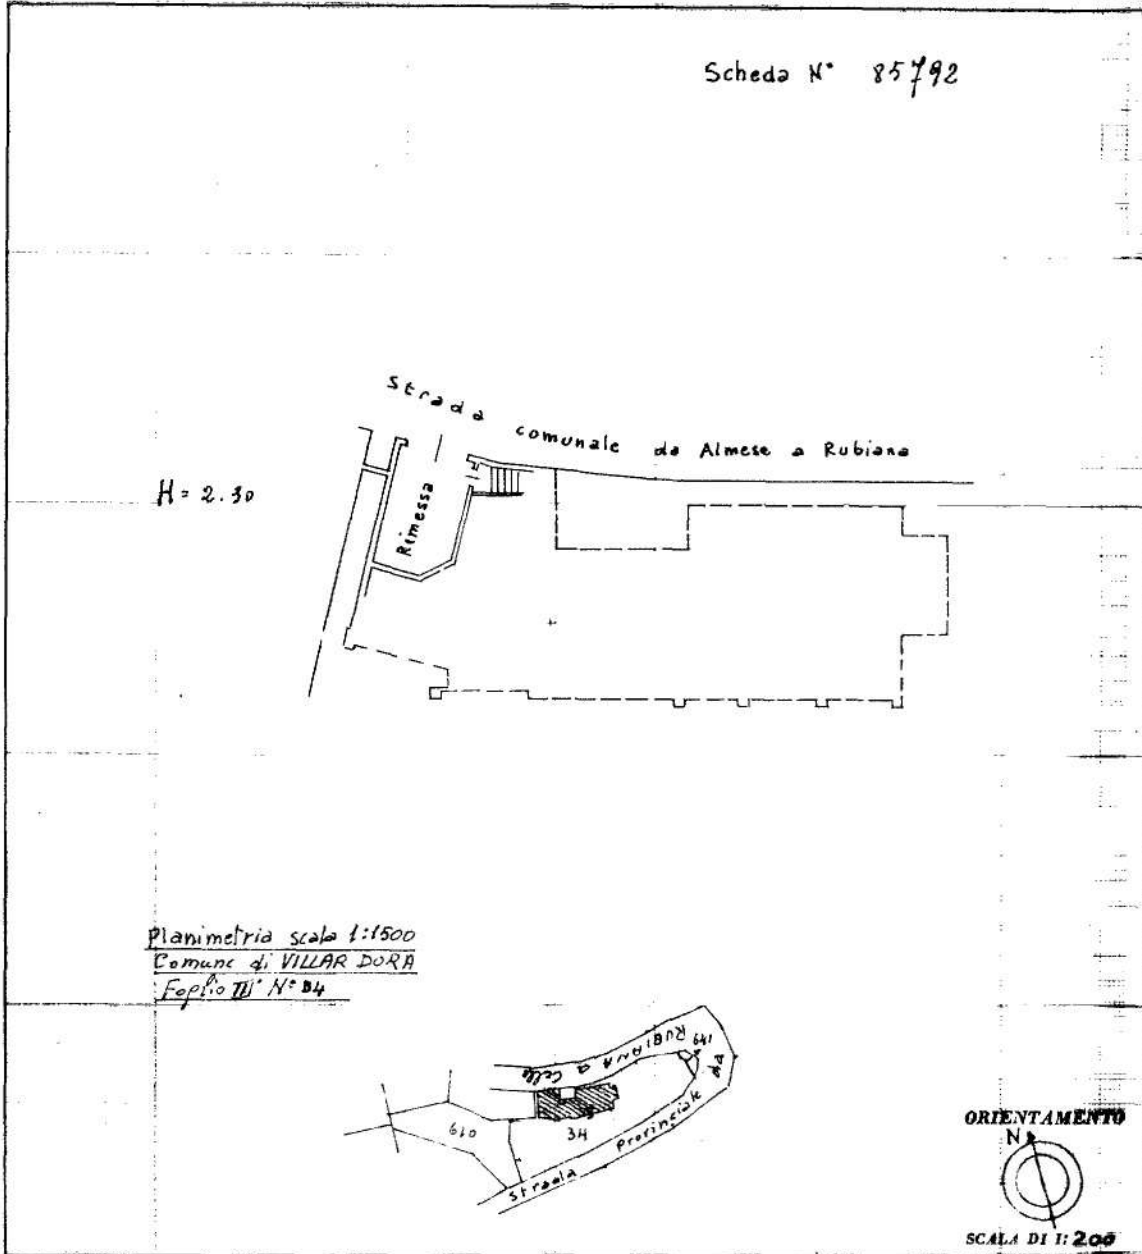 Scheda N° 85792
strada comunale da Almese a Rubiana
H = 2.30
Rimessa
Planimetria scala 1:1500
Comune di VILLAR DORA
Foglio III° N° 34
RUBIANA a Celle
641
da
610
34
strada Provinciale
ORIENTAMENTO
N
SCALA DI 1: 200